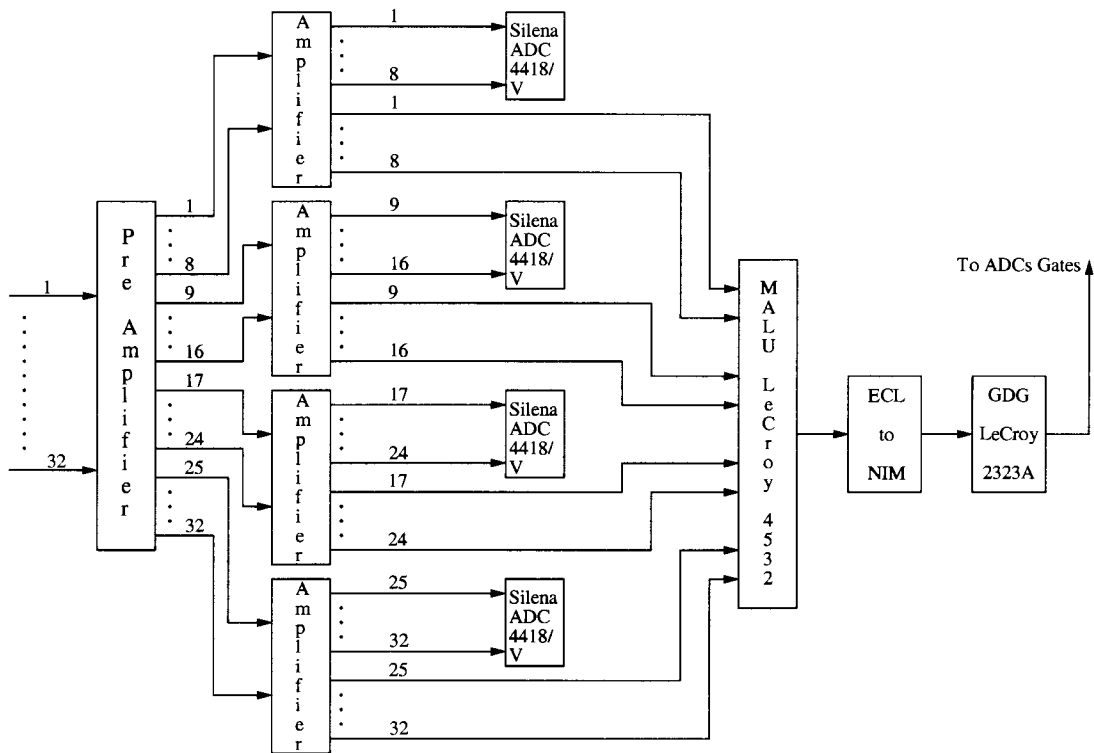 1
32
Pre Amplifier
1
8
9
16
17
24
25
32
Amplifier
1
8
1
8
Silena
ADC
4418/
V
Amplifier
9
16
9
16
Silena
ADC
4418/
V
Amplifier
17
24
17
24
Silena
ADC
4418/
V
Amplifier
25
32
25
32
Silena
ADC
4418/
V
MALU LeCroy 4532
ECL
to
NIM
GDG
LeCroy
2323A
To ADCs Gates